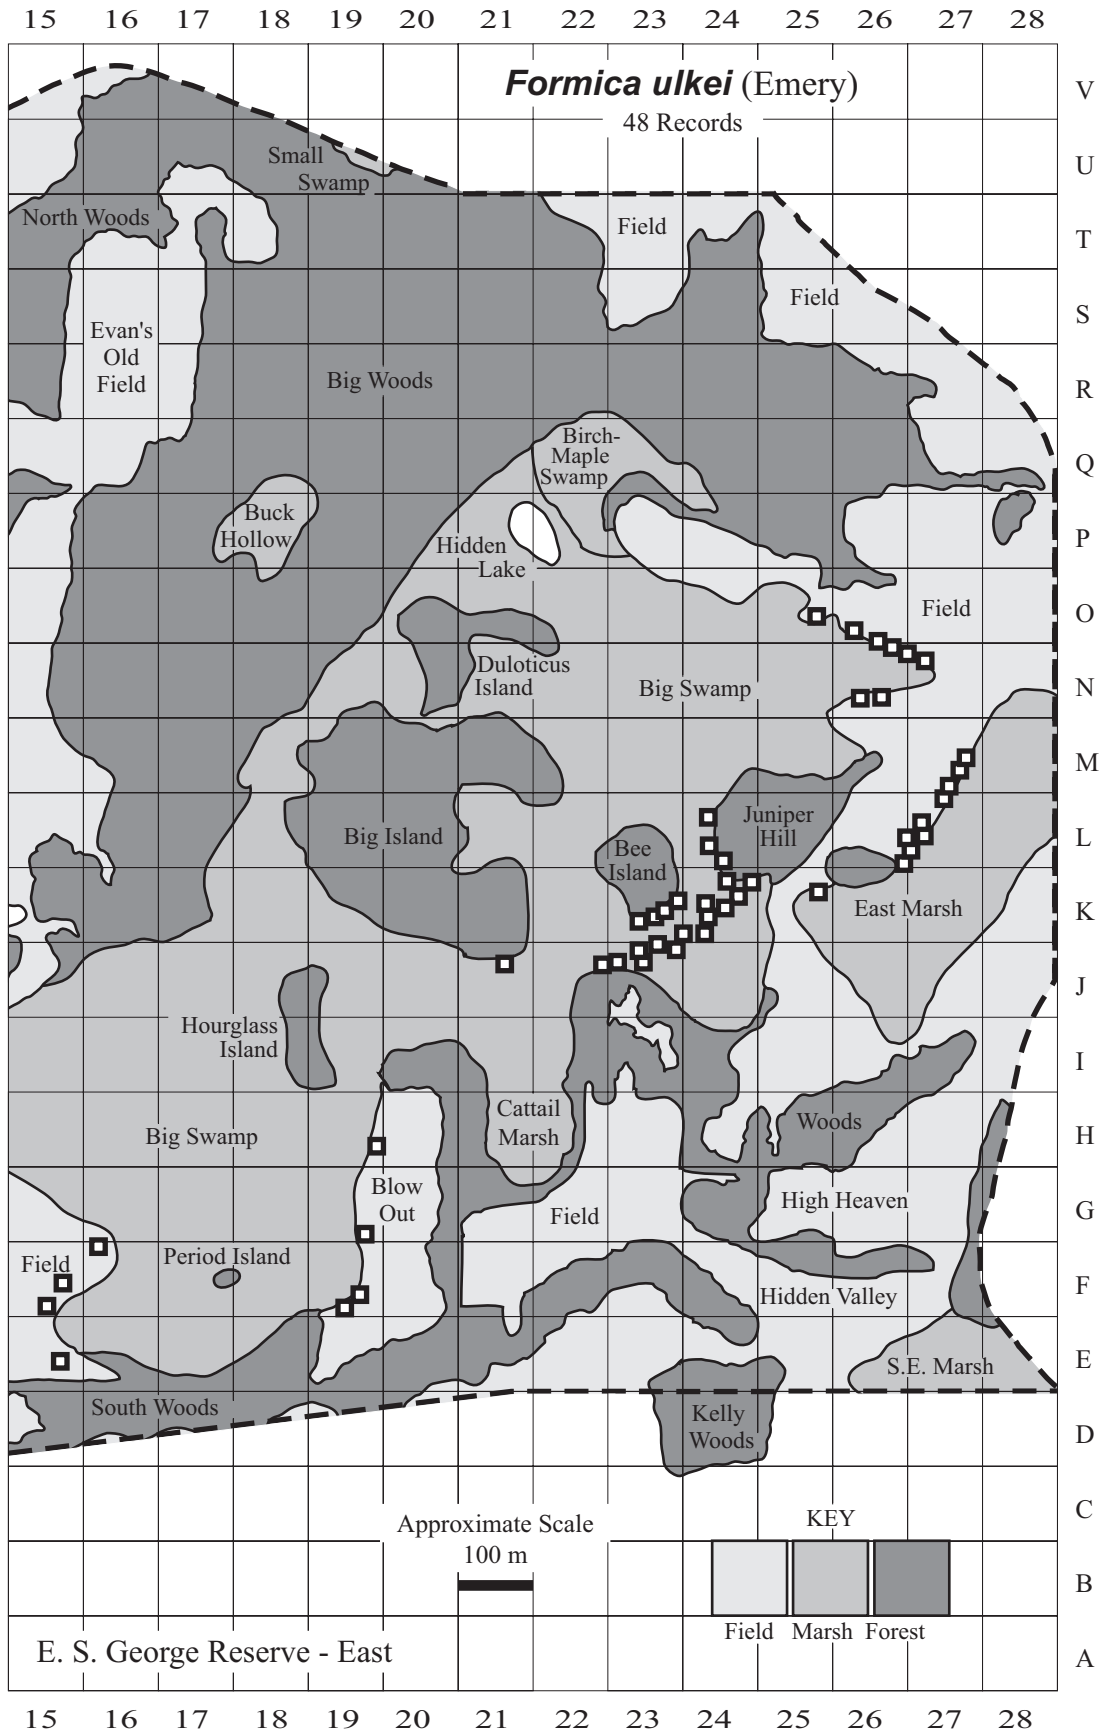 15 16 17 18 19 20 21 22 23 24 25 26 27 28
Formica ulkei (Emery)
48 Records
V
U
T
S
R
Q
P
O
N
M
L
K
J
I
H
G
F
E
D
C
B
A
Small
Swamp
North Woods
Field
Field
Evan's
Old
Field
Big Woods
Birch-
Maple
Swamp
Buck
Hollow
Hidden
Lake
Field
Duloticus
Island
Big Swamp
Big Island
Juniper
Hill
Bee
Island
East Marsh
Hourglass
Island
Cattail
Marsh
Woods
Big Swamp
Blow
Out
Field
High Heaven
Field
Period Island
Hidden Valley
S.E. Marsh
South Woods
Kelly
Woods
Approximate Scale
100 m
KEY
Field Marsh Forest
E. S. George Reserve - East
15 16 17 18 19 20 21 22 23 24 25 26 27 28